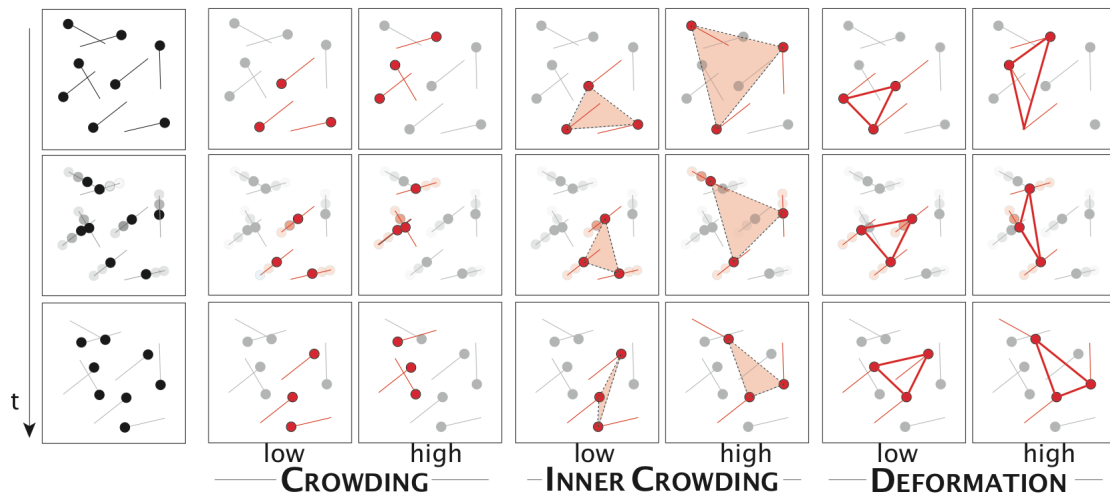 t
low high low high low high
CROWDING INNER CROWDING DEFORMATION